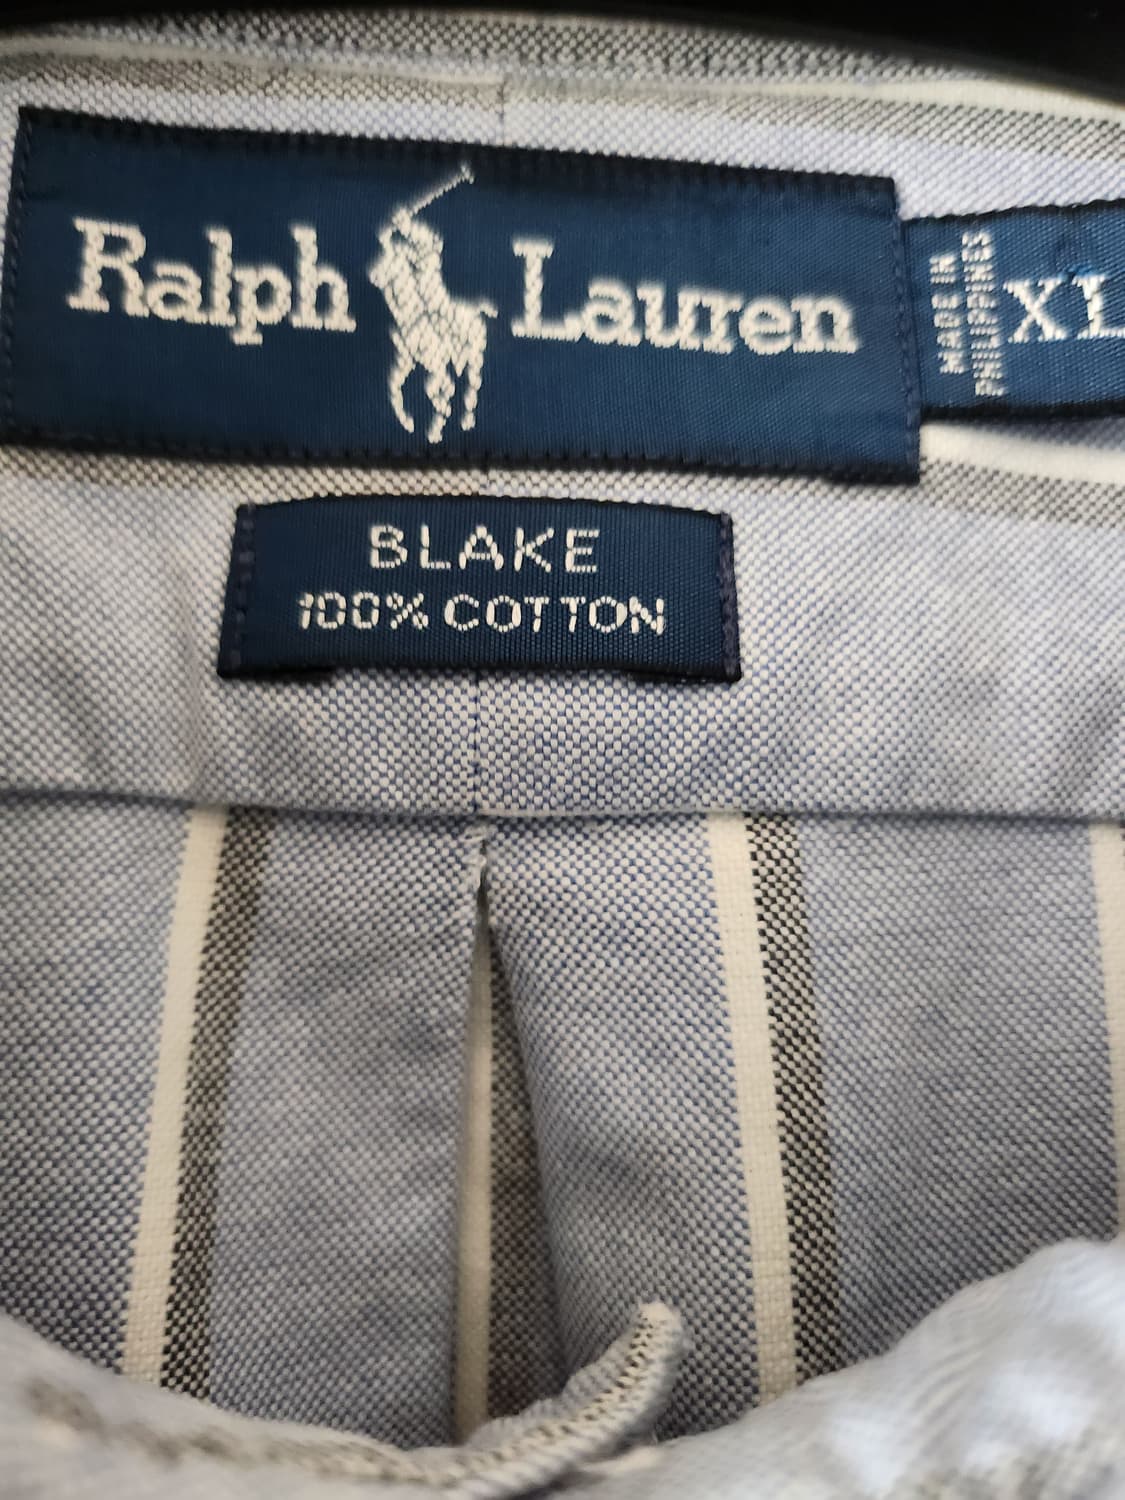 Ralph Lauren
MADE IN
PHILIPPINES
XL
BLAKE
100% COTTON